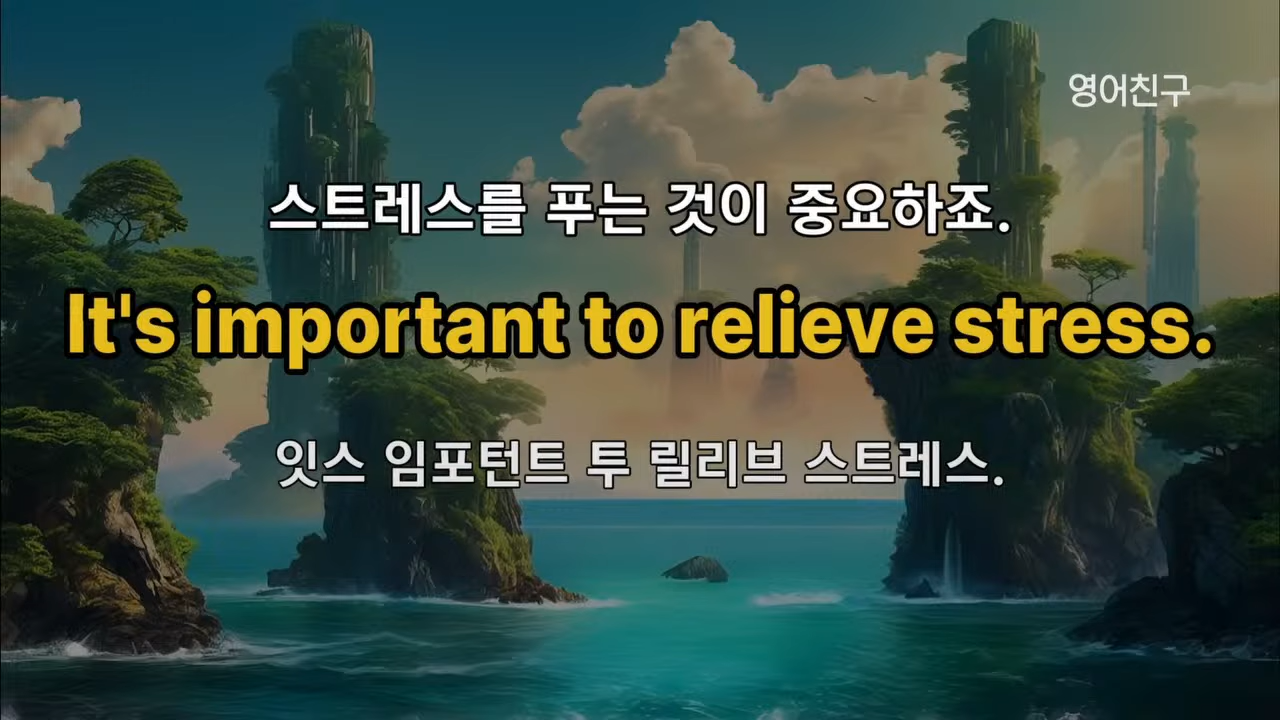 영어친구
스트레스를 푸는 것이 중요하죠.
It's important to relieve stress.
잇스 임포턴트 투 릴리브 스트레스.